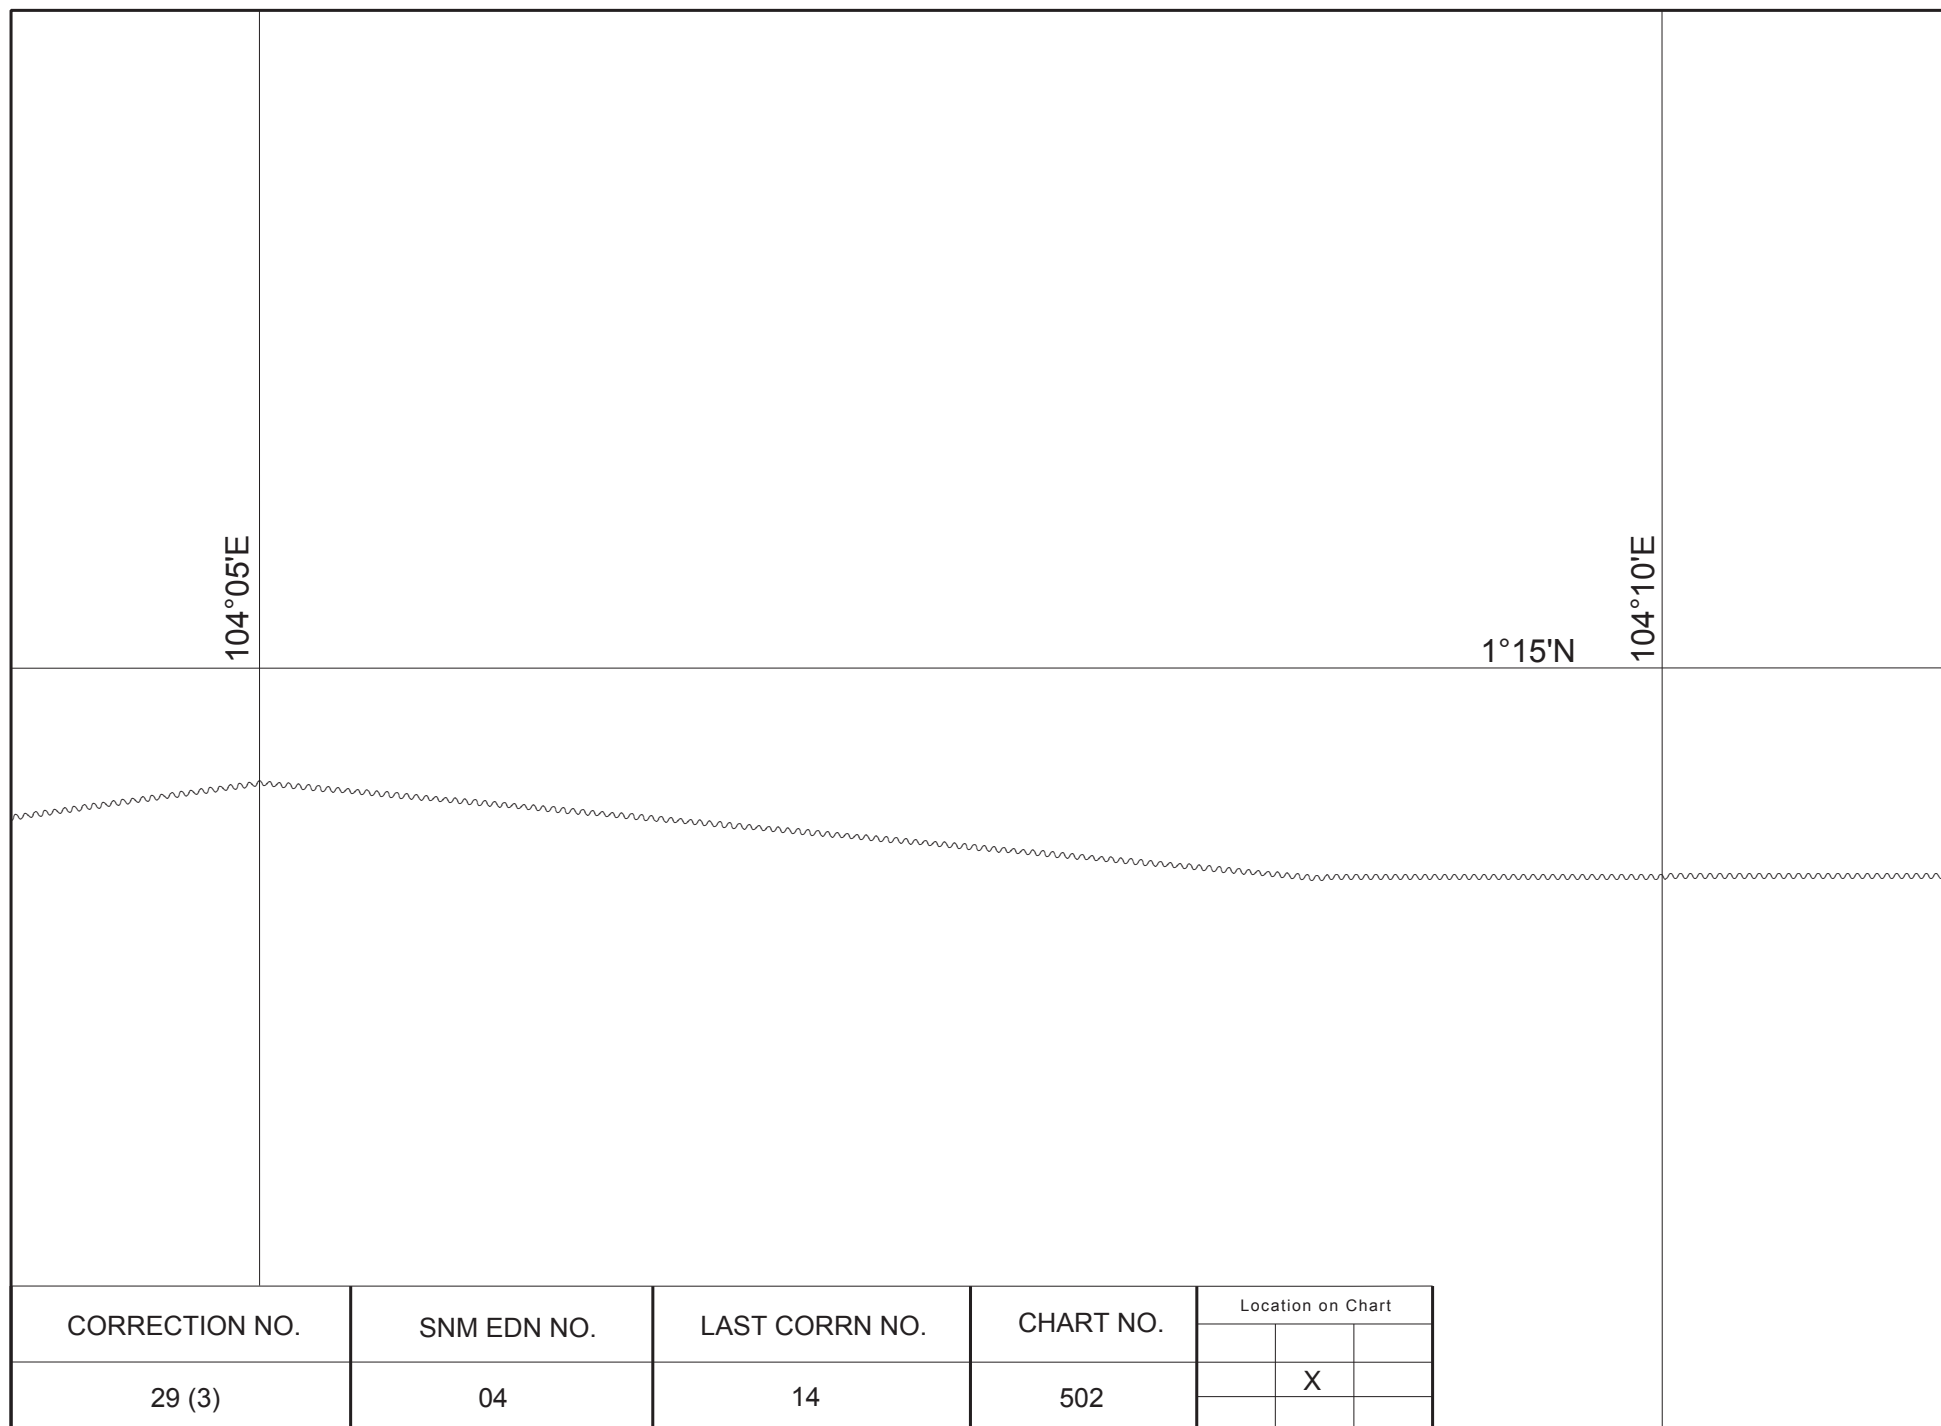 104°05'E
104°10'E
1°15'N
CORRECTION NO.
SNM EDN NO.
LAST CORRN NO.
CHART NO.
Location on Chart
29 (3)
04
14
502
X